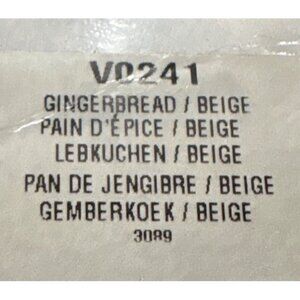 V0241
GINGERBREAD / BEIGE
PAIN D'ÉPICE / BEIGE
LEBKUCHEN / BEIGE
PAN DE JENGIBRE / BEIGE
GEMBERKOEK / BEIGE
3089